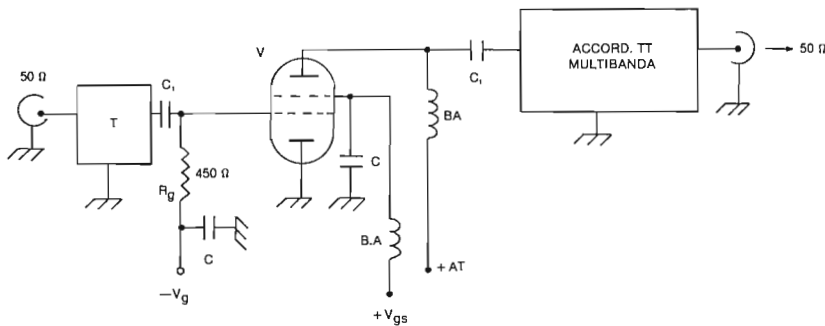 50 Ω
T
C₁
450 Ω
Rg
C
—Vg
V
C
B.A
+Vgs
BA
+ AT
C₁
ACCORD. TT
MULTIBANDA
50 Ω